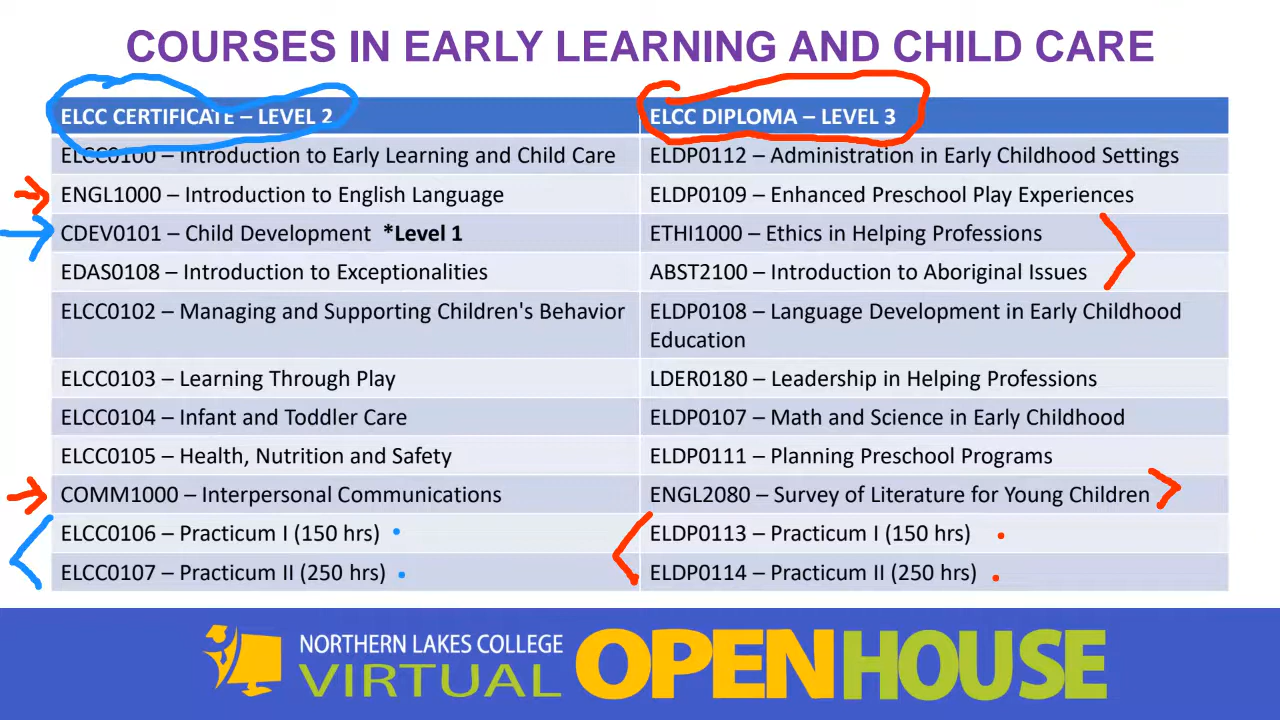 COURSES IN EARLY LEARNING AND CHILD CARE
ELCC CERTIFICATE – LEVEL 2
ELCC DIPLOMA – LEVEL 3
ELCC0100 – Introduction to Early Learning and Child Care
ELDP0112 – Administration in Early Childhood Settings
ENGL1000 – Introduction to English Language
ELDP0109 – Enhanced Preschool Play Experiences
CDEV0101 – Child Development *Level 1
ETHI1000 – Ethics in Helping Professions
EDAS0108 – Introduction to Exceptionalities
ABST2100 – Introduction to Aboriginal Issues
ELCC0102 – Managing and Supporting Children's Behavior
ELDP0108 – Language Development in Early Childhood
Education
ELCC0103 – Learning Through Play
LDER0180 – Leadership in Helping Professions
ELCC0104 – Infant and Toddler Care
ELDP0107 – Math and Science in Early Childhood
ELCC0105 – Health, Nutrition and Safety
ELDP0111 – Planning Preschool Programs
COMM1000 – Interpersonal Communications
ENGL2080 – Survey of Literature for Young Children
ELCC0106 – Practicum I (150 hrs)
ELDP0113 – Practicum I (150 hrs)
ELCC0107 – Practicum II (250 hrs)
ELDP0114 – Practicum II (250 hrs)
NORTHERN LAKES COLLEGE
VIRTUAL OPEN HOUSE